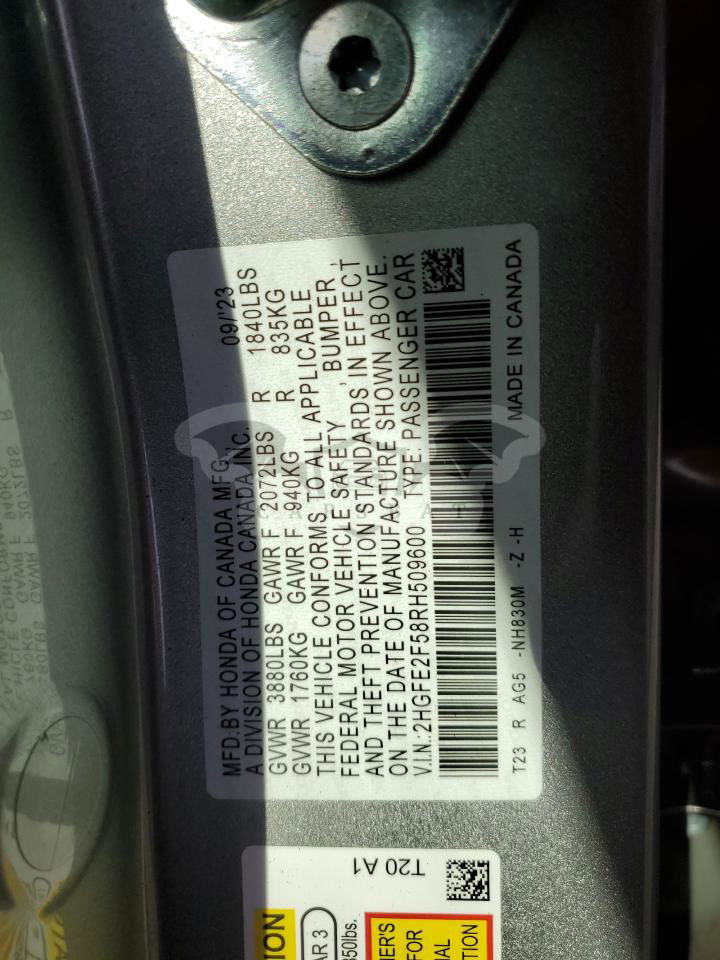 MFD.BY HONDA OF CANADA MFG., 09/'23
A DIVISION OF HONDA CANADA INC.
GVWR 3880LBS GAWR F 2072LBS R 1840LBS
GVWR 1760KG GAWR F 940KG R 835KG
THIS VEHICLE CONFORMS TO ALL APPLICABLE
FEDERAL MOTOR VEHICLE SAFETY, BUMPER,
AND THEFT PREVENTION STANDARDS, IN EFFECT
ON THE DATE OF MANUFACTURE SHOWN ABOVE.
V.I.N.:2HGFE2F58RH509600 TYPE: PASSENGER CAR
T23 R AG5 -NH830M -Z -H MADE IN CANADA
T20 A1